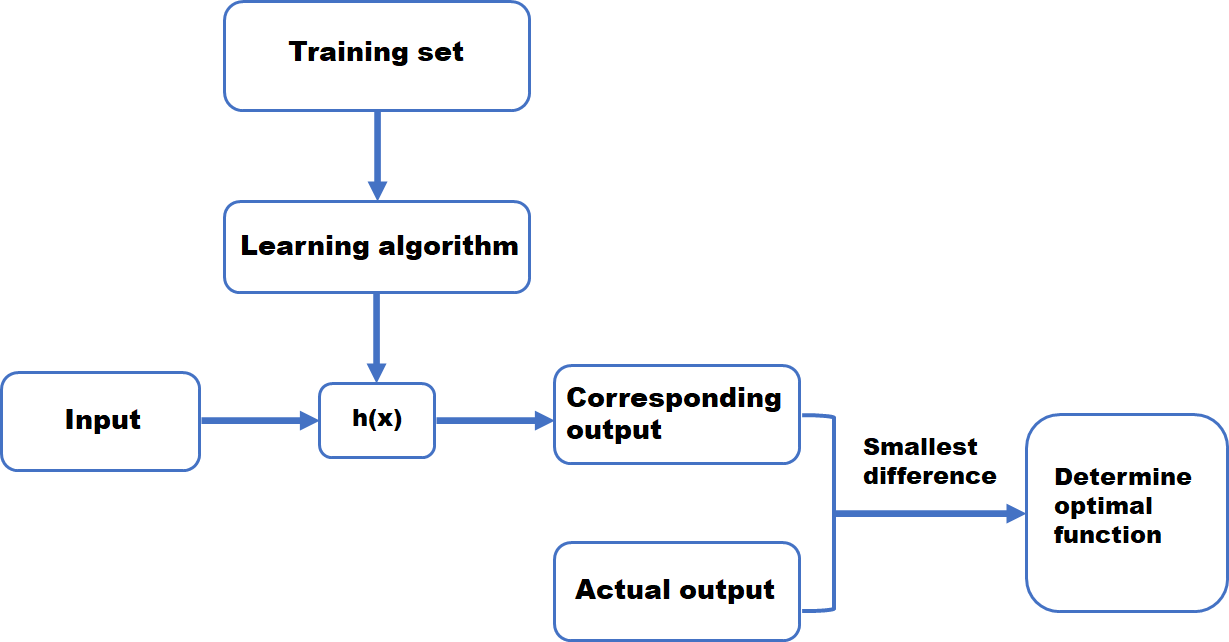 Training set
Learning algorithm
Input
h(x)
Corresponding
output
Smallest
difference
Determine
optimal
function
Actual output